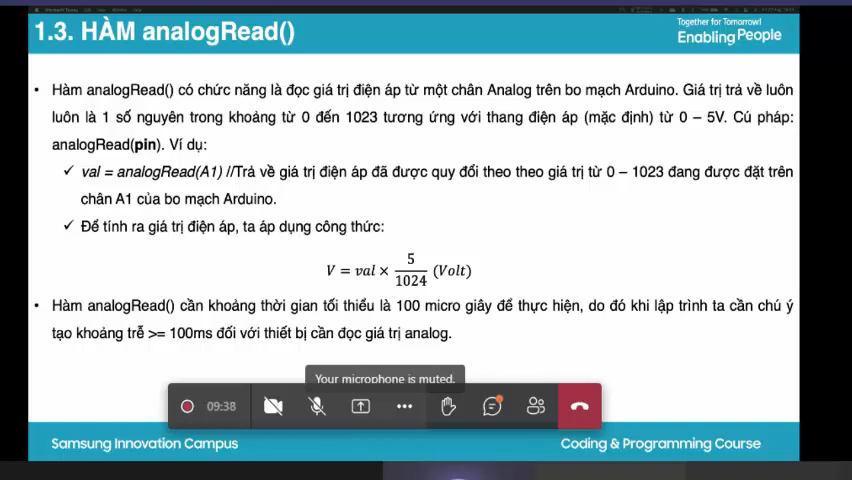 1.3. HÀM analogRead()
Together for Tomorrow!
Enabling People
• Hàm analogRead() có chức năng là đọc giá trị điện áp từ một chân Analog trên bo mạch Arduino. Giá trị trả về luôn
luôn là 1 số nguyên trong khoảng từ 0 đến 1023 tương ứng với thang điện áp (mặc định) từ 0 – 5V. Cú pháp:
analogRead(pin). Ví dụ:
✓ val = analogRead(A1) //Trả về giá trị điện áp đã được quy đổi theo theo giá trị từ 0 – 1023 đang được đặt trên
chân A1 của bo mạch Arduino.
✓ Để tính ra giá trị điện áp, ta áp dụng công thức:
V = val × 5/1024 (Volt)
• Hàm analogRead() cần khoảng thời gian tối thiểu là 100 micro giây để thực hiện, do đó khi lập trình ta cần chú ý
tạo khoảng trễ >= 100ms đối với thiết bị cần đọc giá trị analog.
Your microphone is muted.
09:38
Samsung Innovation Campus
Coding & Programming Course